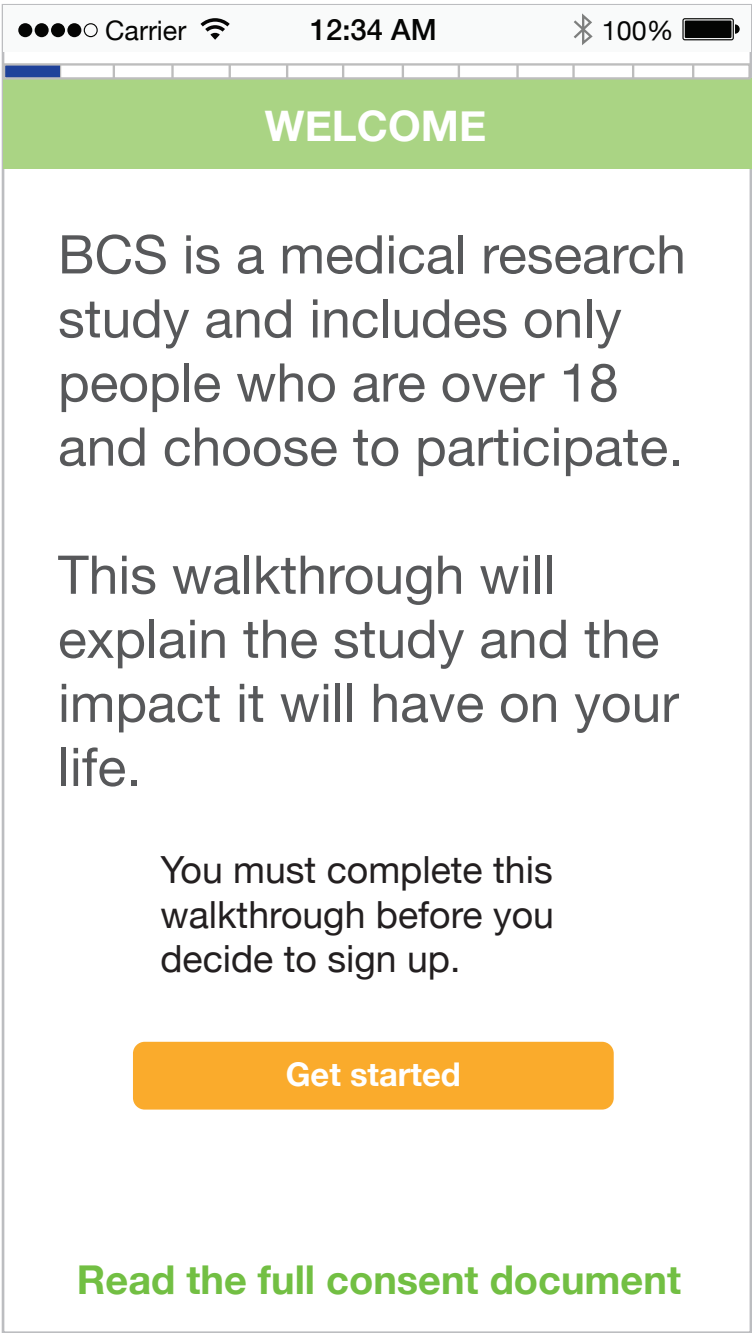 Carrier 12:34 AM 100%
WELCOME
BCS is a medical research
study and includes only
people who are over 18
and choose to participate.
This walkthrough will
explain the study and the
impact it will have on your
life.
You must complete this
walkthrough before you
decide to sign up.
Get started
Read the full consent document